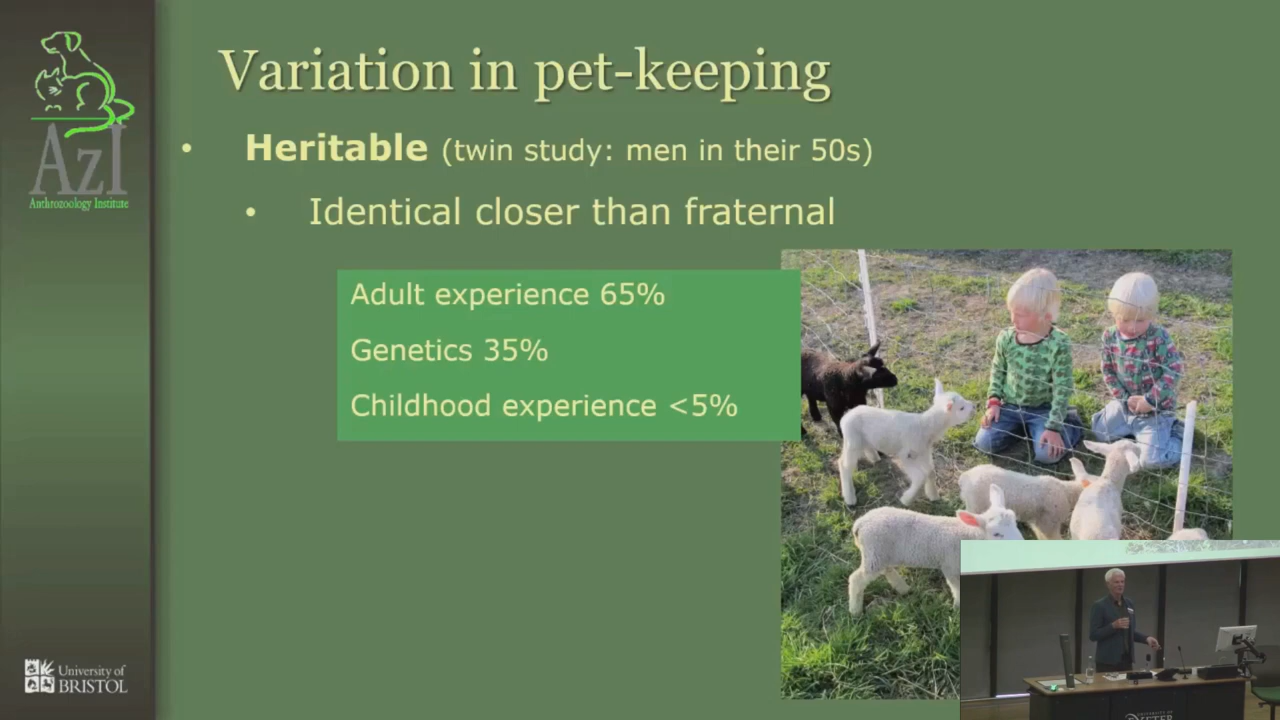 Variation in pet-keeping
• Heritable (twin study: men in their 50s)
• Identical closer than fraternal
Adult experience 65%
Genetics 35%
Childhood experience <5%
AzI
Anthrozoology Institute
University of
BRISTOL